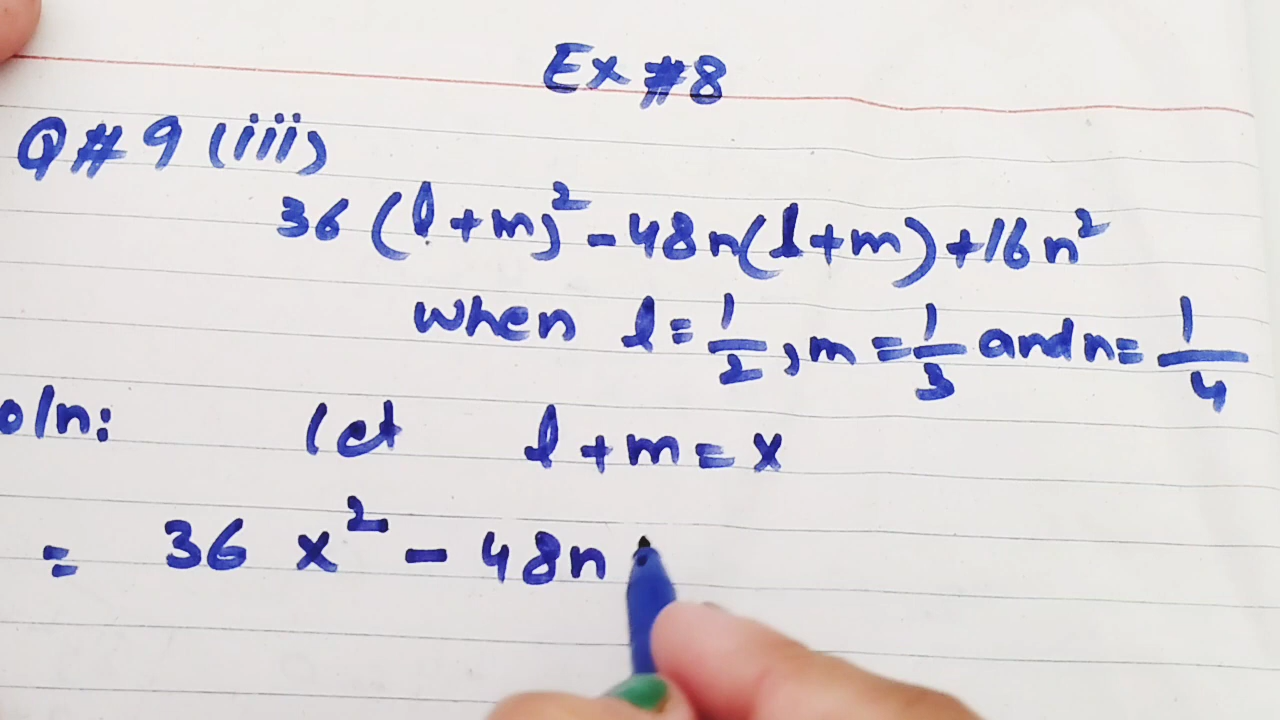 Ex #8
Q# 9 (iii)
36 (l+m)² - 48n(l+m) + 16n²
when l = 1/2 , m = 1/3 and n = 1/4
oln: let l + m = x
= 36 x² - 48n